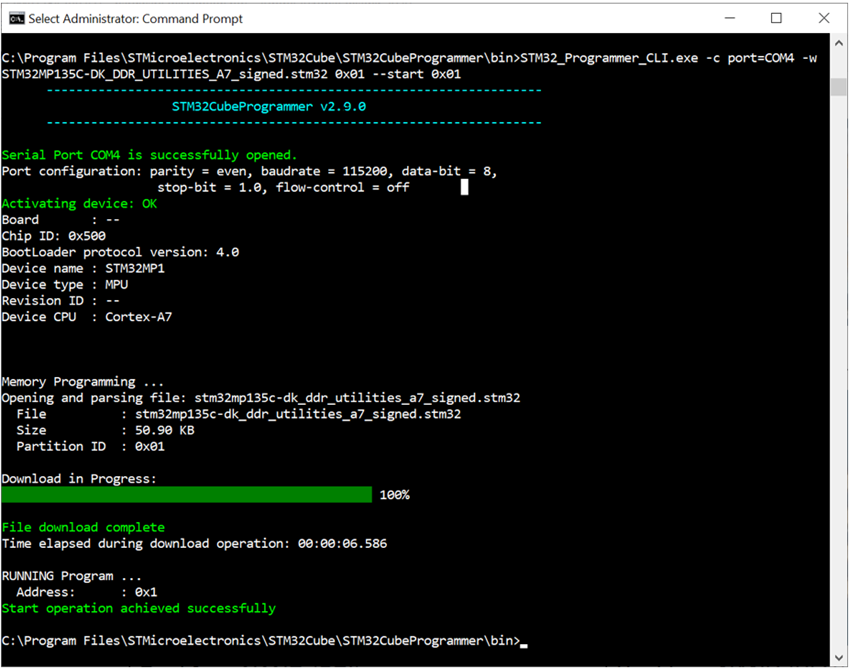 Select Administrator: Command Prompt
C:\Program Files\STMicroelectronics\STM32Cube\STM32CubeProgrammer\bin>STM32_Programmer_CLI.exe -c port=COM4 -w
STM32MP135C-DK_DDR_UTILITIES_A7_signed.stm32 0x01 --start 0x01
-------------------------------------------------------------------
STM32CubeProgrammer v2.9.0
-------------------------------------------------------------------
Serial Port COM4 is successfully opened.
Port configuration: parity = even, baudrate = 115200, data-bit = 8,
stop-bit = 1.0, flow-control = off
Activating device: OK
Board       : --
Chip ID: 0x500
BootLoader protocol version: 4.0
Device name : STM32MP1
Device type : MPU
Revision ID : --
Device CPU  : Cortex-A7
Memory Programming ...
Opening and parsing file: stm32mp135c-dk_ddr_utilities_a7_signed.stm32
File          : stm32mp135c-dk_ddr_utilities_a7_signed.stm32
Size          : 50.90 KB
Partition ID  : 0x01
Download in Progress:
100%
File download complete
Time elapsed during download operation: 00:00:06.586
RUNNING Program ...
Address:      : 0x1
Start operation achieved successfully
C:\Program Files\STMicroelectronics\STM32Cube\STM32CubeProgrammer\bin>